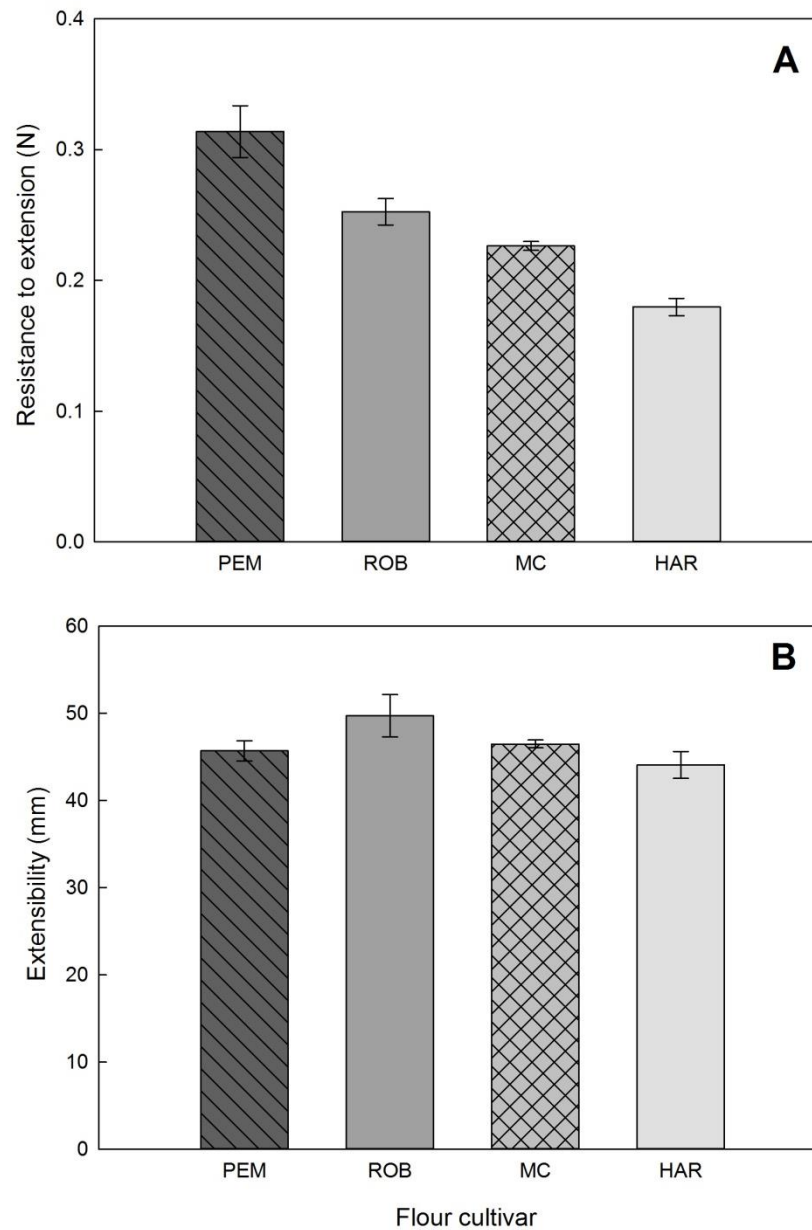 A
Resistance to extension (N)
0.4
0.3
0.2
0.1
0.0
PEM ROB MC HAR
B
Extensibility (mm)
60
50
40
30
20
10
0
PEM ROB MC HAR
Flour cultivar